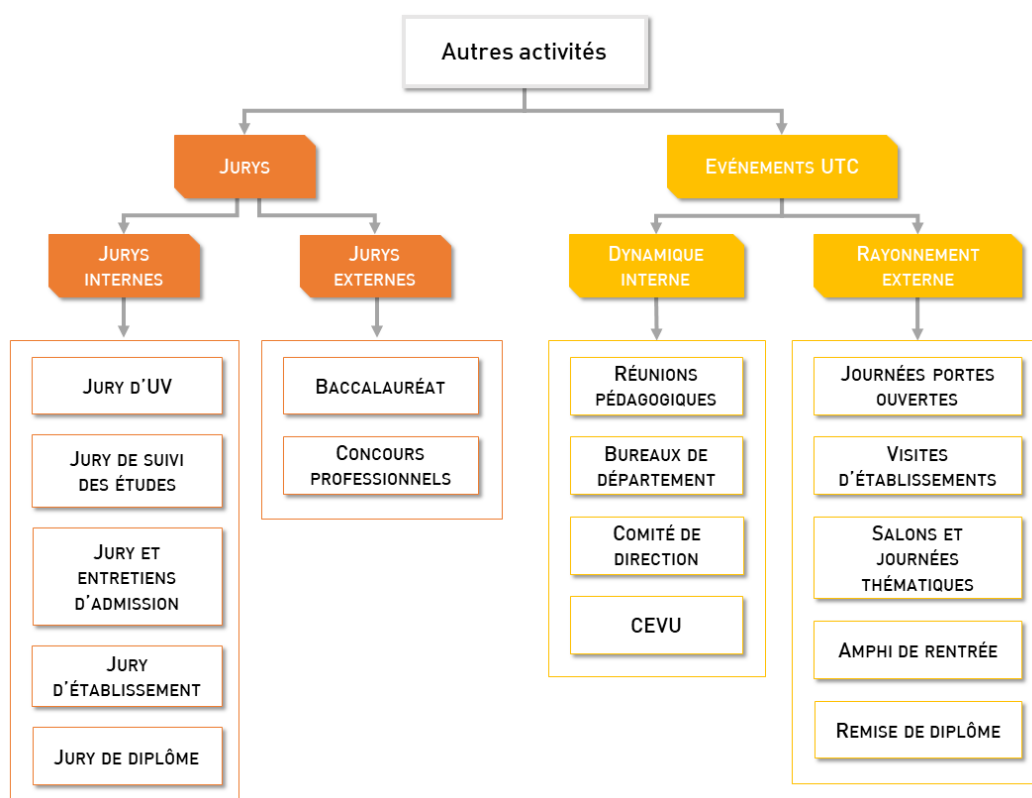 Autres activités
Jurys
Evénements UTC
Jurys
internes
Jurys
externes
Dynamique
interne
Rayonnement
externe
Jury d'UV
Jury de suivi
des études
Jury et
entretiens
d'admission
Jury
d'établissement
Jury de diplôme
Baccalauréat
Concours
professionnels
Réunions
pédagogiques
Bureaux de
département
Comité de
direction
CEVU
Journées portes
ouvertes
Visites
d'établissements
Salons et
journées
thématiques
Amphi de rentrée
Remise de diplôme